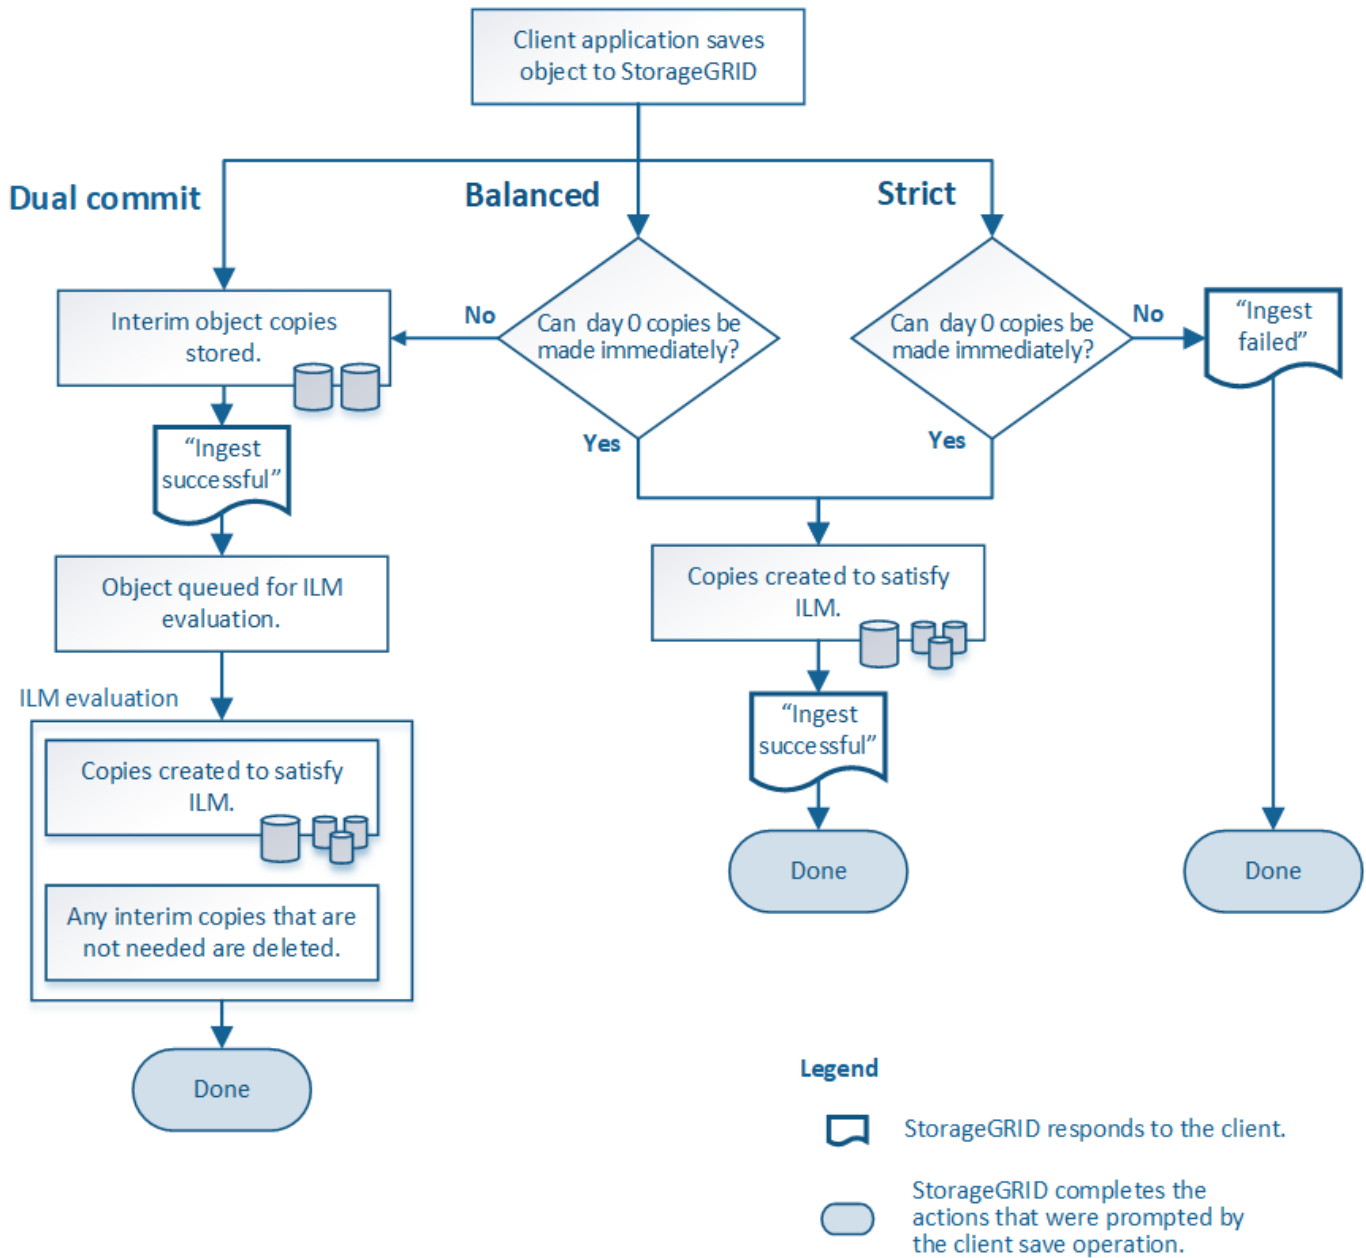 Client application saves
object to StorageGRID
Dual commit
Balanced
Strict
Interim object copies
stored.
No
Can day 0 copies be
made immediately?
Yes
Can day 0 copies be
made immediately?
No
Yes
“Ingest
failed”
“Ingest
successful”
Object queued for ILM
evaluation.
Copies created to satisfy
ILM.
ILM evaluation
“Ingest
successful”
Copies created to satisfy
ILM.
Any interim copies that are
not needed are deleted.
Done
Done
Done
Legend
StorageGRID responds to the client.
StorageGRID completes the
actions that were prompted by
the client save operation.